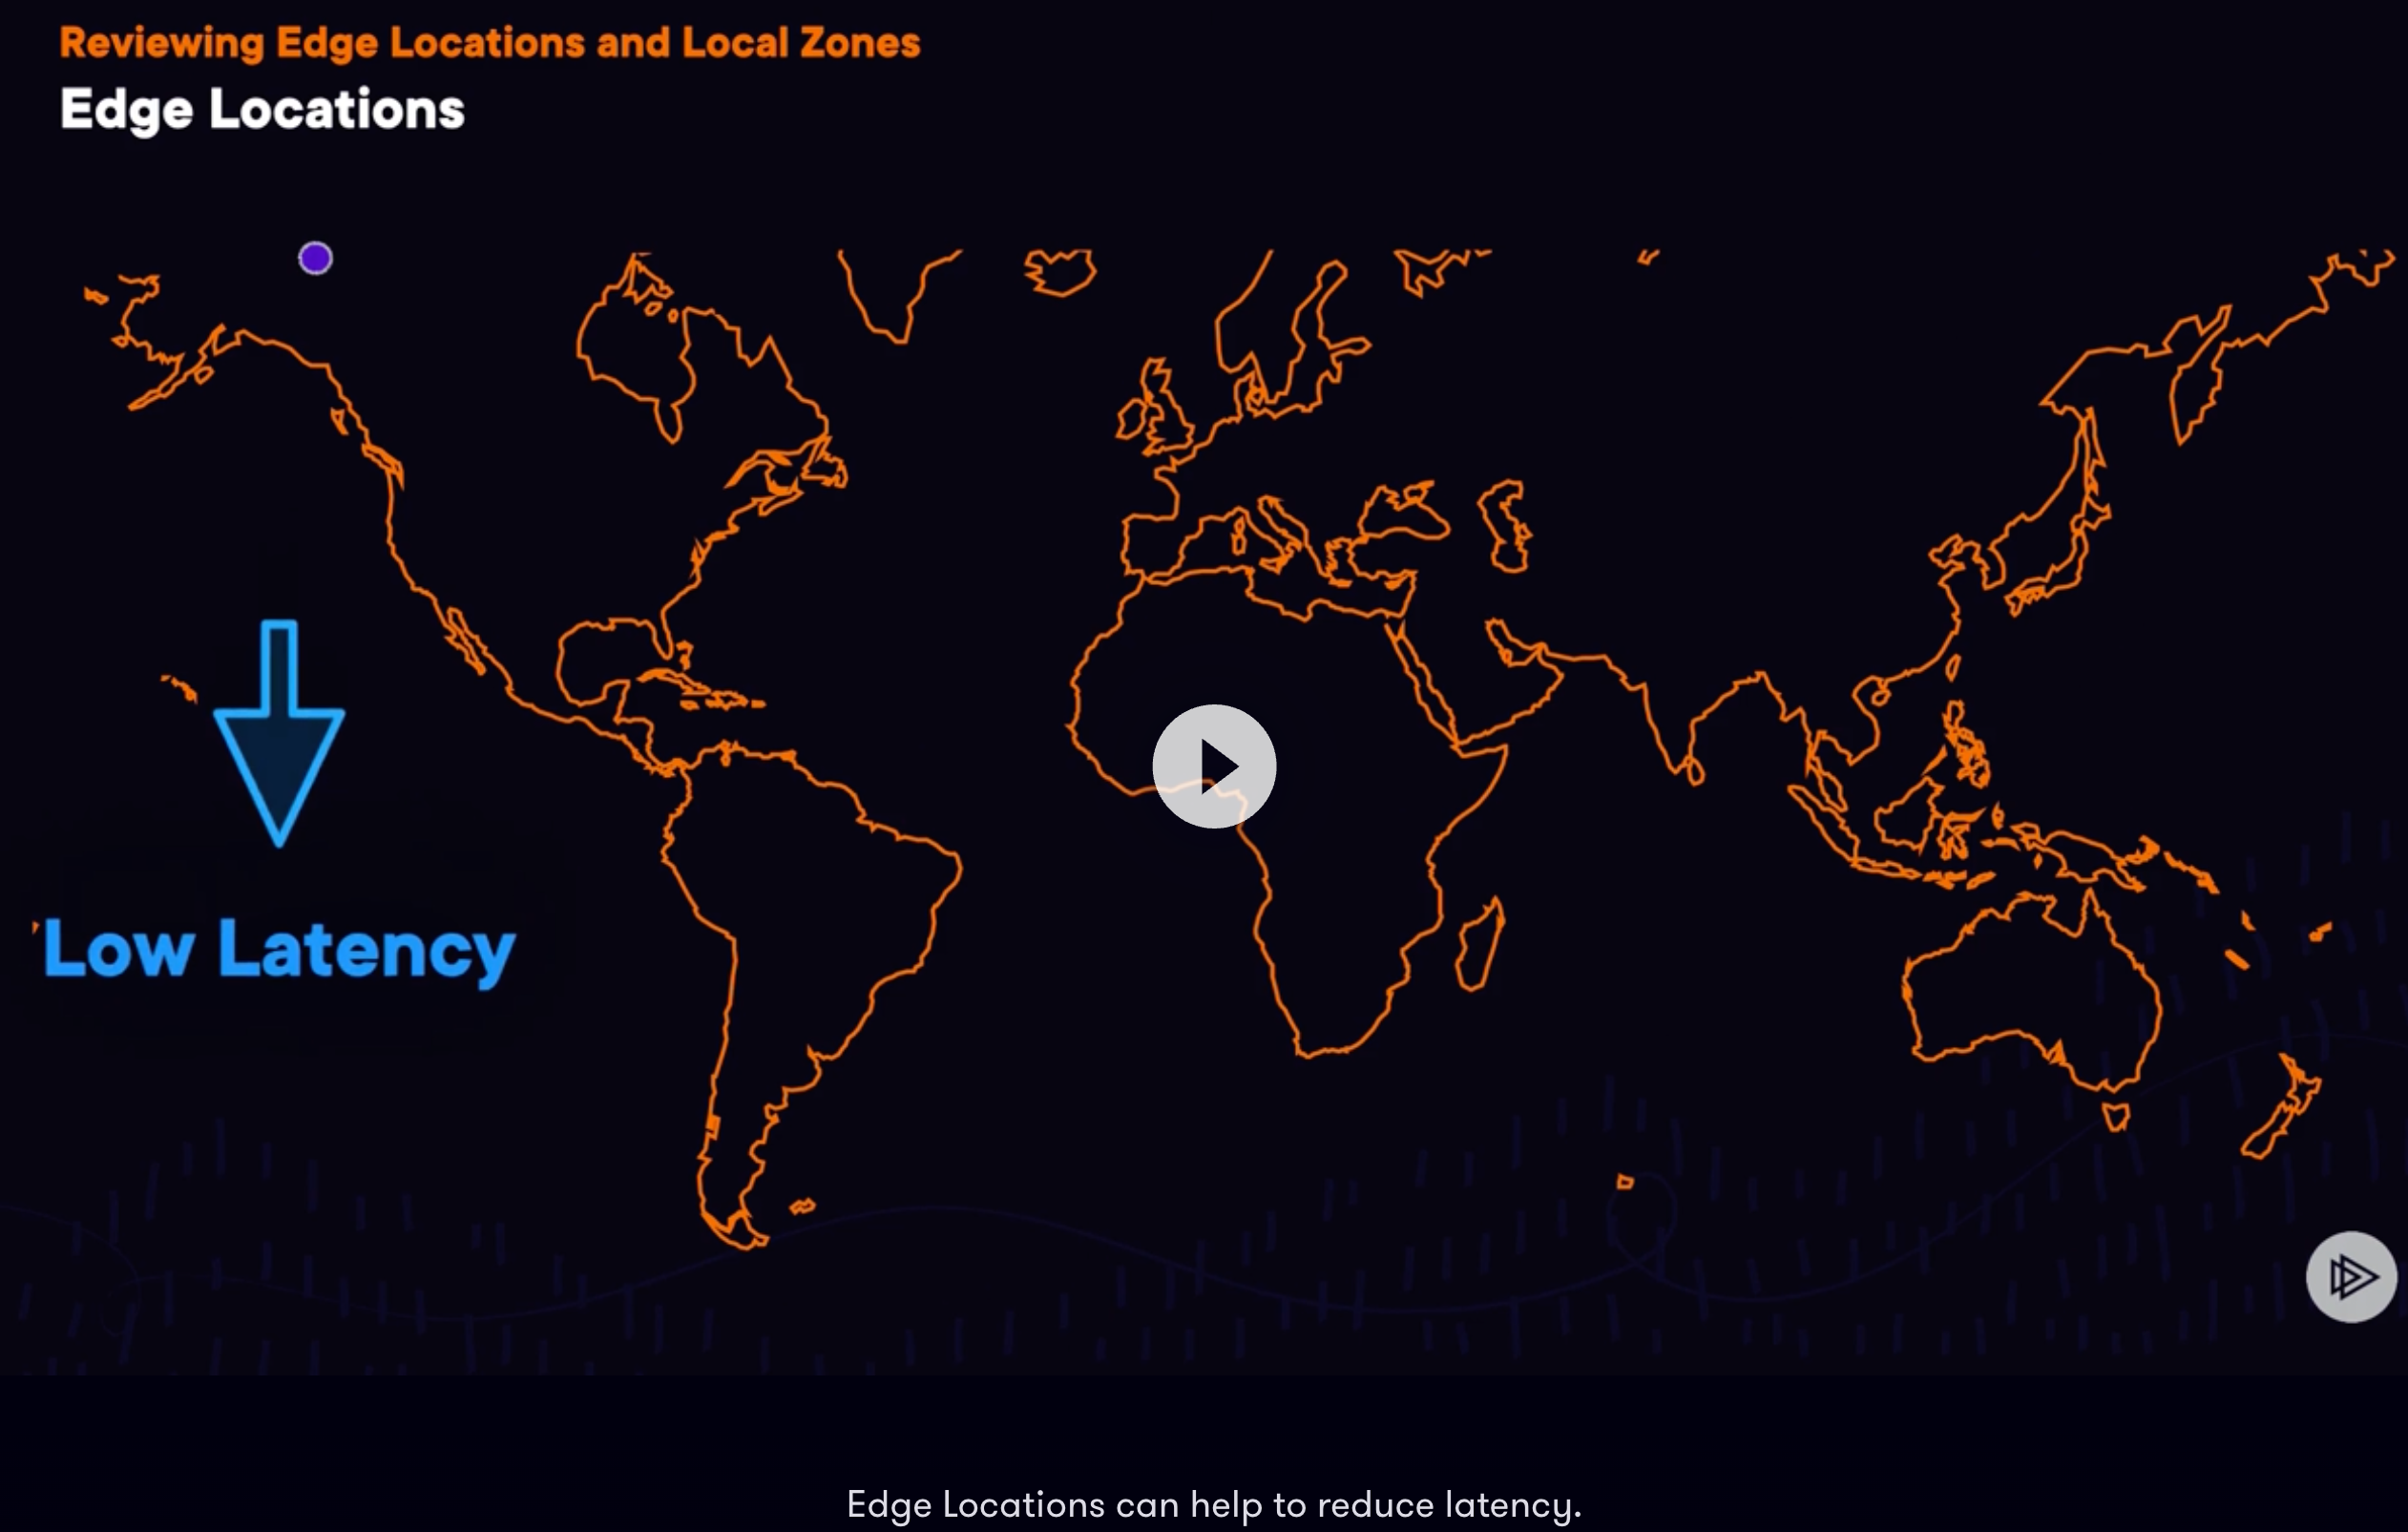 Reviewing Edge Locations and Local Zones
Edge Locations
Low Latency
Edge Locations can help to reduce latency.